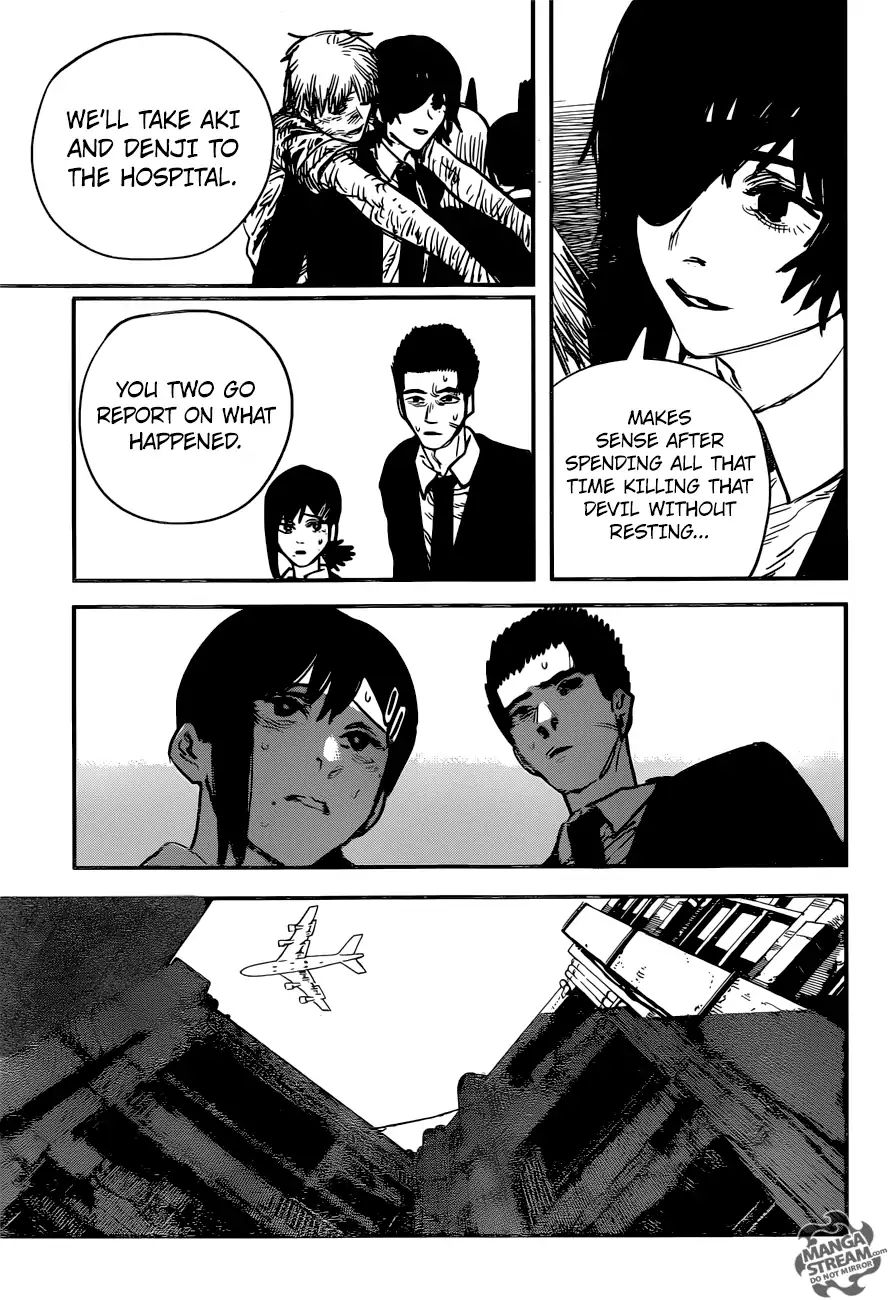 MAKES
SENSE AFTER
SPENDING ALL THAT
TIME KILLING THAT
DEVIL WITHOUT
RESTING...
WE'LL TAKE AKI
AND DENJI TO
THE HOSPITAL.
YOU TWO GO
REPORT ON WHAT
HAPPENED.
MANGA
STREAM.com
DO NOT MIRROR